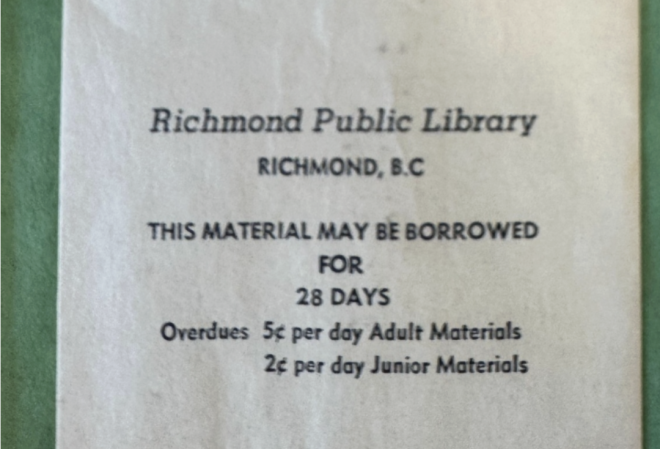 Richmond Public Library
RICHMOND, B.C
THIS MATERIAL MAY BE BORROWED
FOR
28 DAYS
Overdues 5¢ per day Adult Materials
2¢ per day Junior Materials